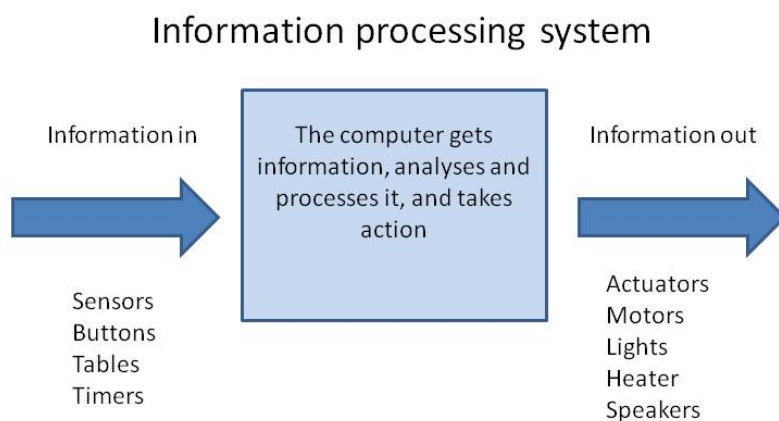 Information processing system
Information in
The computer gets
information, analyses and
processes it, and takes
action
Information out
Sensors
Buttons
Tables
Timers
Actuators
Motors
Lights
Heater
Speakers